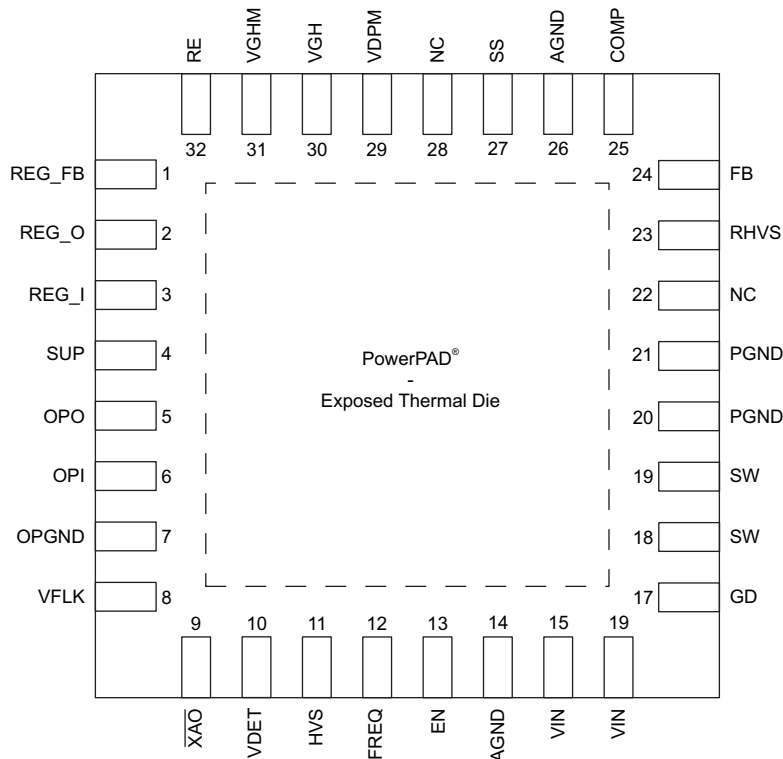 RE
VGHM
VGH
VDPM
NC
SS
AGND
COMP
32 31 30 29 28 27 26 25
REG_FB 1
REG_O 2
REG_I 3
SUP 4
OPO 5
OPI 6
OPGND 7
VFLK 8
PowerPAD®
-
Exposed Thermal Die
24 FB
23 RHVS
22 NC
21 PGND
20 PGND
19 SW
18 SW
17 GD
9 10 11 12 13 14 15 19
XAO
VDET
HVS
FREQ
EN
AGND
VIN
VIN